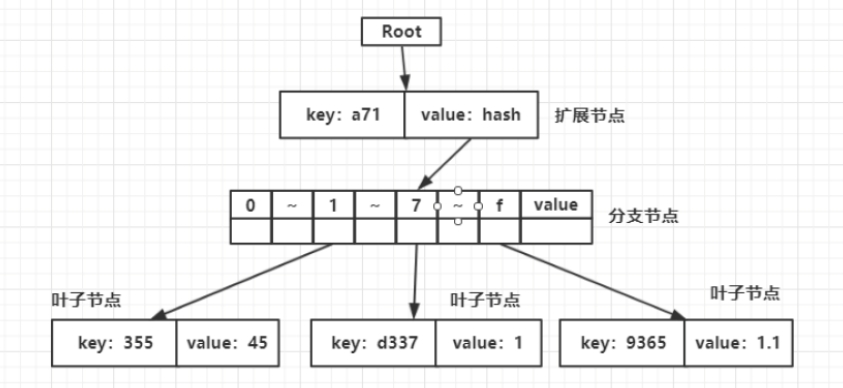 Root
key: a71 value: hash 扩展节点
0 ~ 1 ~ 7 ~ f value
分支节点
叶子节点 叶子节点 叶子节点
key: 355 value: 45 key: d337 value: 1 key: 9365 value: 1.1